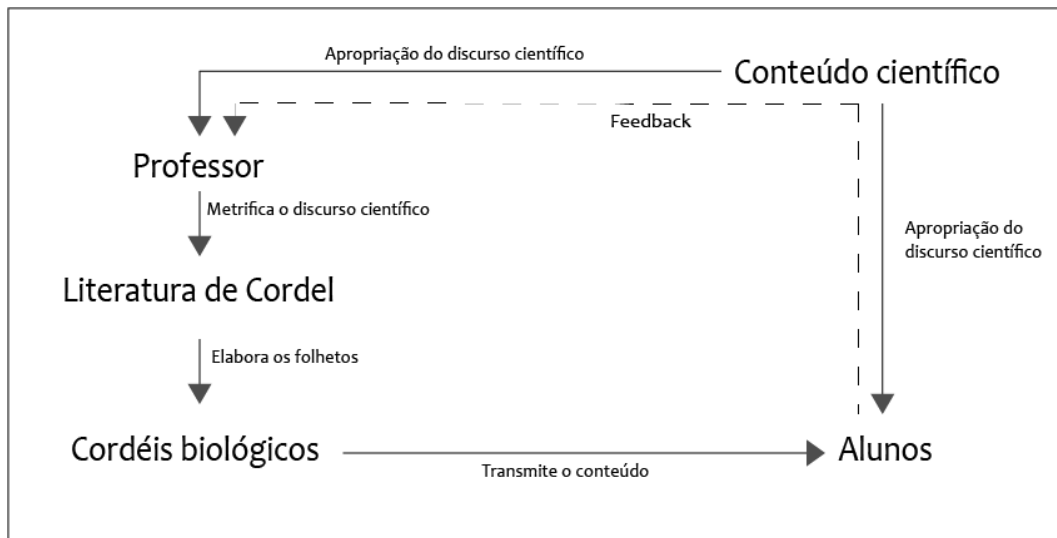 Apropriação do discurso científico
Conteúdo científico
Feedback
Professor
Metrifica o discurso científico
Apropriação do
discurso científico
Literatura de Cordel
Elabora os folhetos
Cordéis biológicos
Transmite o conteúdo
Alunos